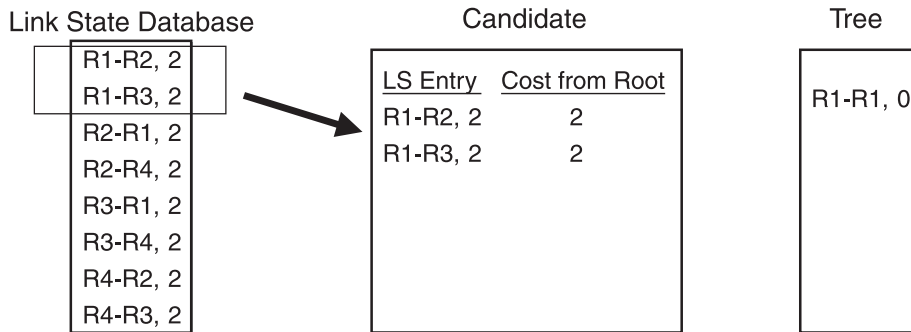 Link State Database
R1-R2, 2
R1-R3, 2
R2-R1, 2
R2-R4, 2
R3-R1, 2
R3-R4, 2
R4-R2, 2
R4-R3, 2
Candidate
LS Entry Cost from Root
R1-R2, 2 2
R1-R3, 2 2
Tree
R1-R1, 0